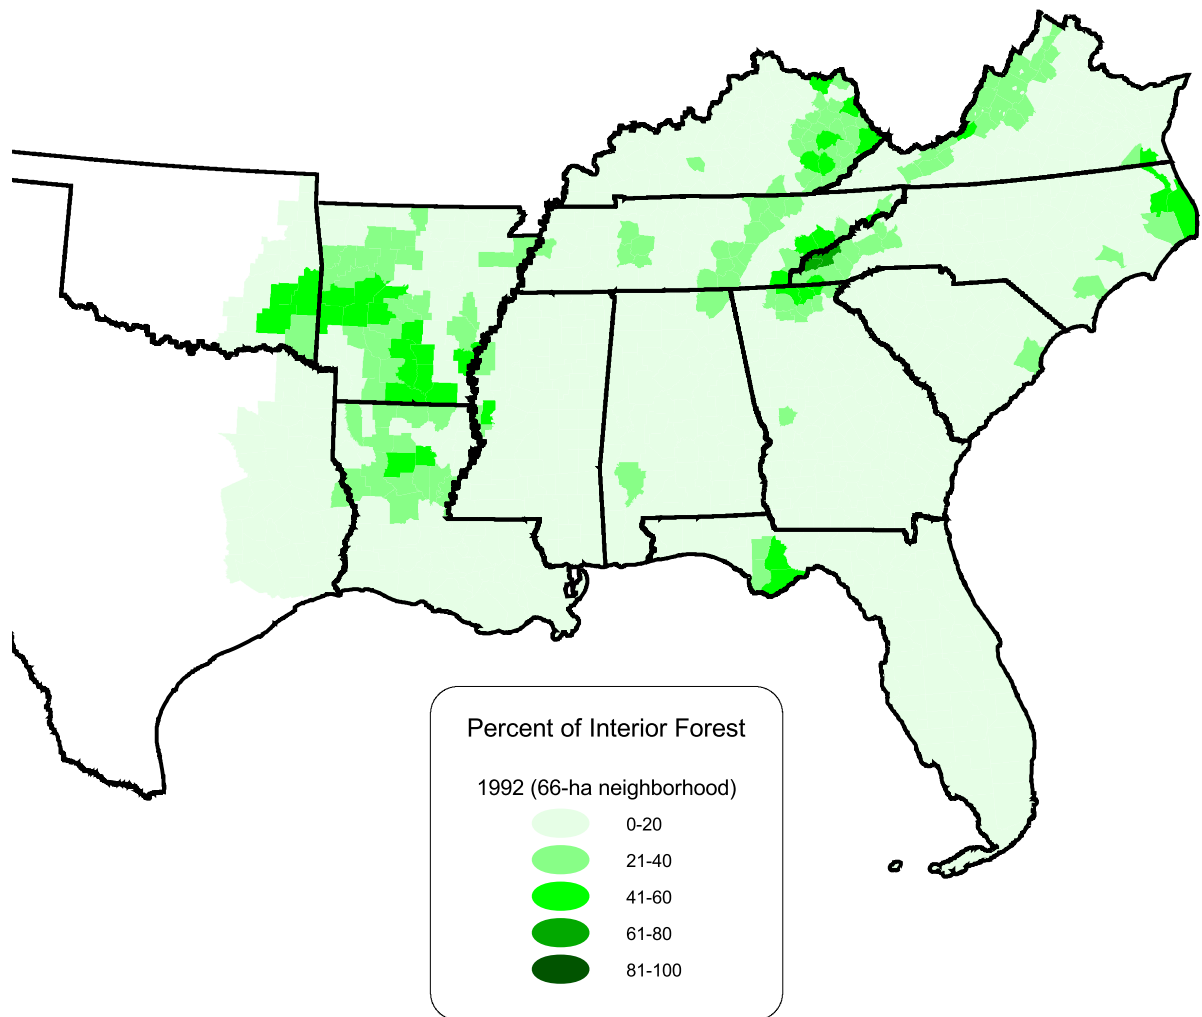 Percent of Interior Forest
1992 (66-ha neighborhood)
0-20
21-40
41-60
61-80
81-100